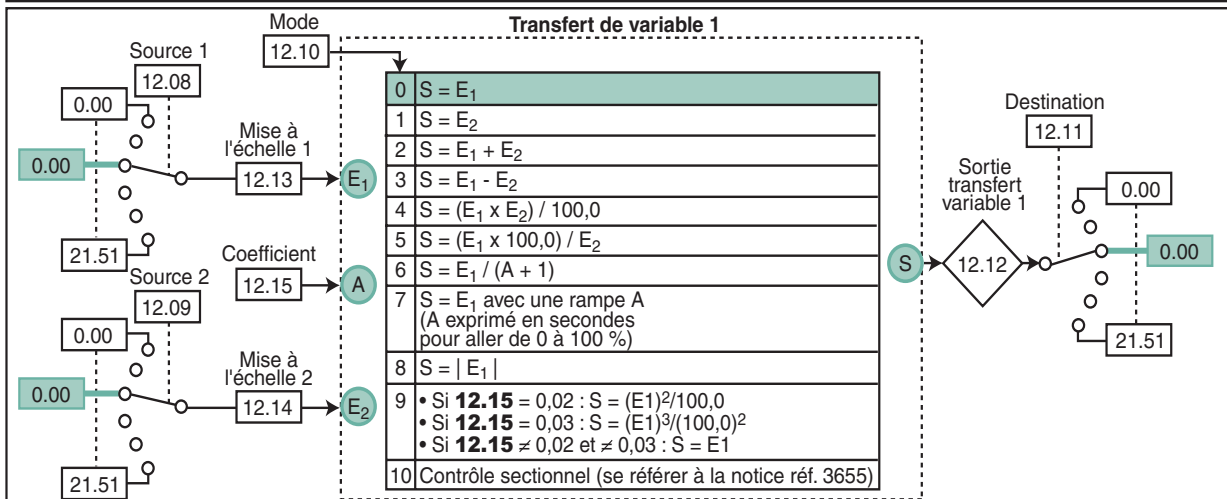 Transfert de variable 1
Mode
12.10
Source 1
12.08
0.00
0.00
21.51
Mise à
l'échelle 1
12.13
E1
Coefficient
12.15
A
Source 2
12.09
0.00
0.00
21.51
Mise à
l'échelle 2
12.14
E2
0 S = E1
1 S = E2
2 S = E1 + E2
3 S = E1 - E2
4 S = (E1 x E2) / 100,0
5 S = (E1 x 100,0) / E2
6 S = E1 / (A + 1)
7 S = E1 avec une rampe A
(A exprimé en secondes
pour aller de 0 à 100 %)
8 S = | E1 |
9 • Si 12.15 = 0,02 : S = (E1)²/100,0
• Si 12.15 = 0,03 : S = (E1)³/(100,0)²
• Si 12.15 ≠ 0,02 et ≠ 0,03 : S = E1
10 Contrôle sectionnel (se référer à la notice réf. 3655)
S
Sortie
transfert
variable 1
12.12
Destination
12.11
0.00
0.00
21.51